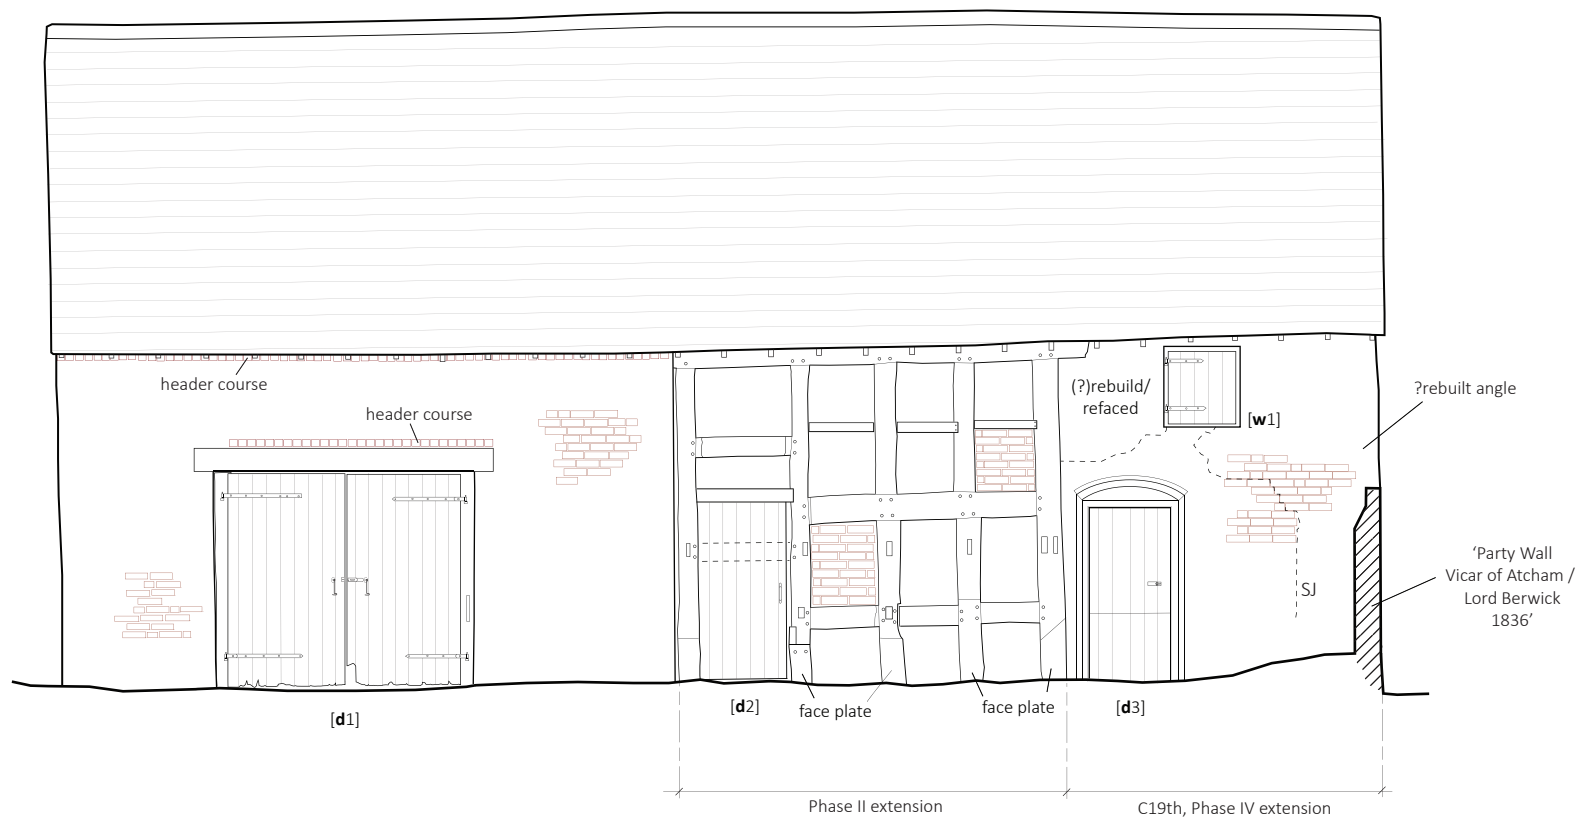 header course
header course
(?)rebuild/
refaced
[w1]
?rebuilt angle
'Party Wall
Vicar of Atcham /
Lord Berwick
1836'
SJ
[d1]
[d2]
face plate
face plate
[d3]
Phase II extension
C19th, Phase IV extension